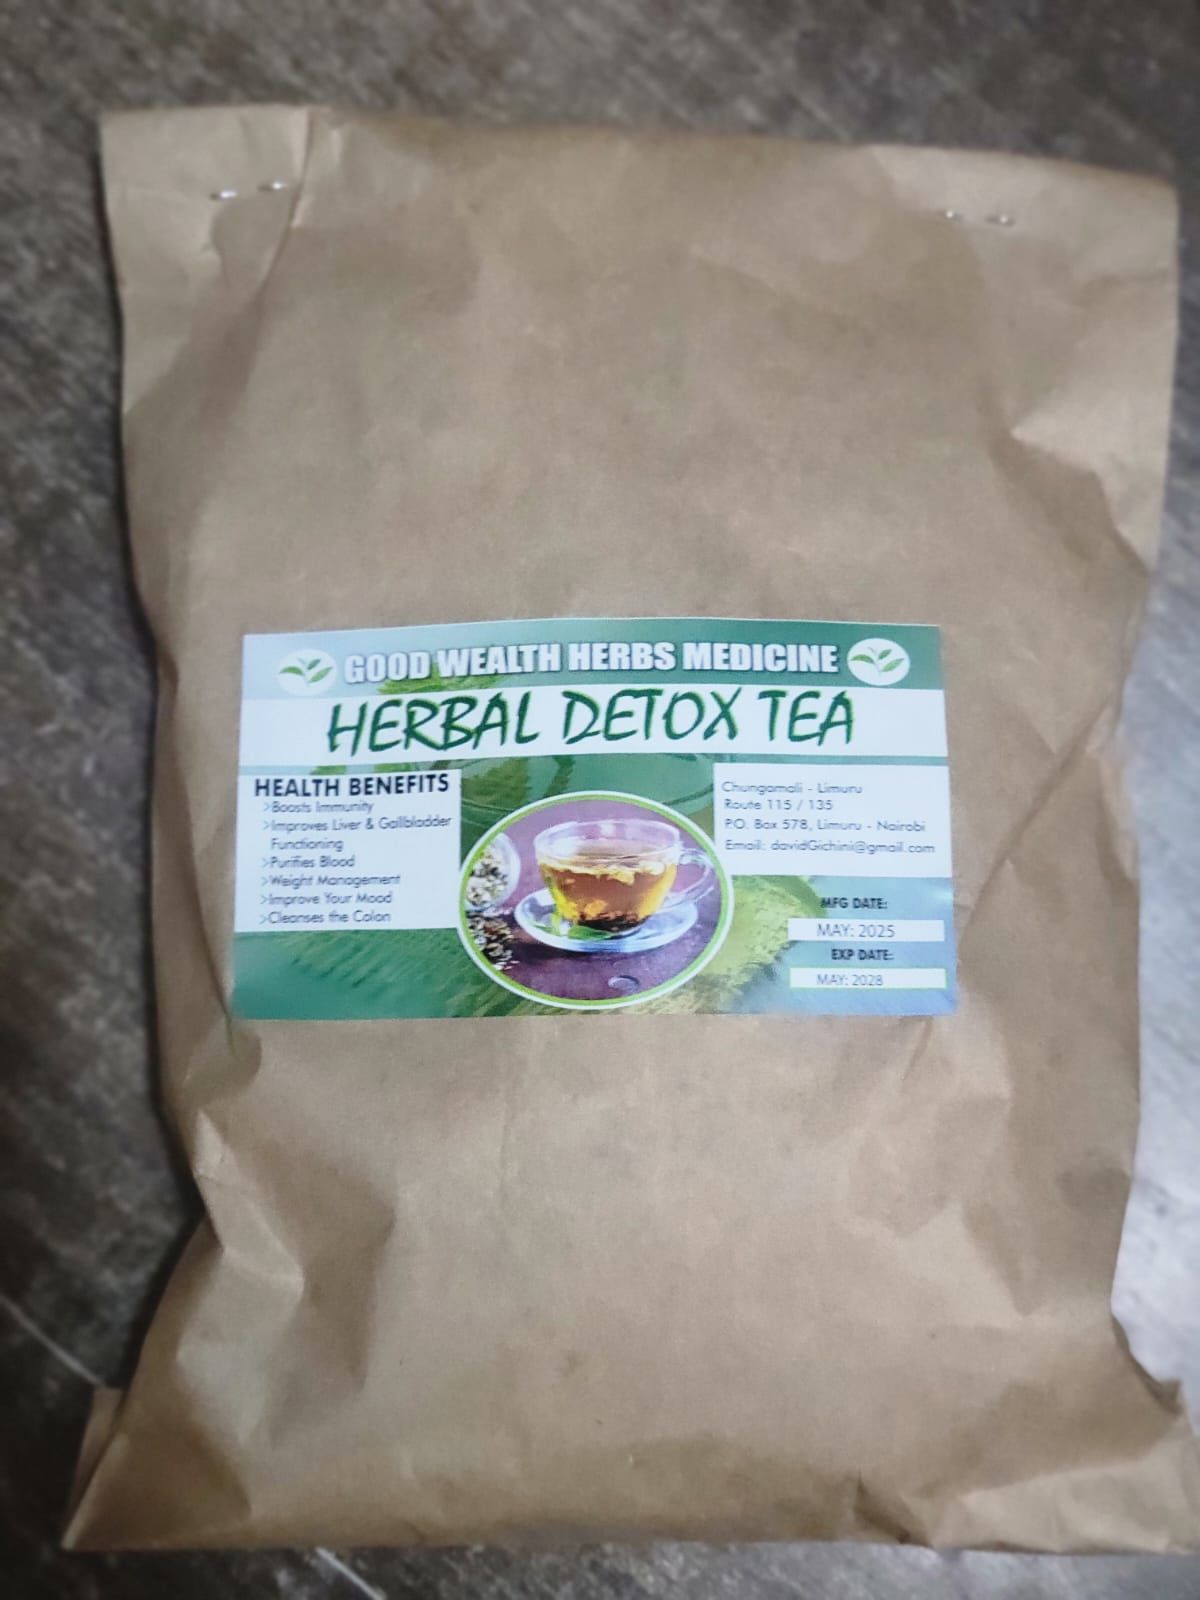 GOOD WEALTH HERBS MEDICINE
HERBAL DETOX TEA
HEALTH BENEFITS
>Boosts Immunity
>Improves Liver & Gallbladder
Functioning
>Purifies Blood
>Weight Management
>Improve Your Mood
>Cleanses the Colon
Chungamali - Limuru
Route 115 / 135
P.O. Box 578, Limuru - Nairobi
Email: davidGichini@gmail.com
MFG DATE:
MAY: 2025
EXP DATE:
MAY: 2028